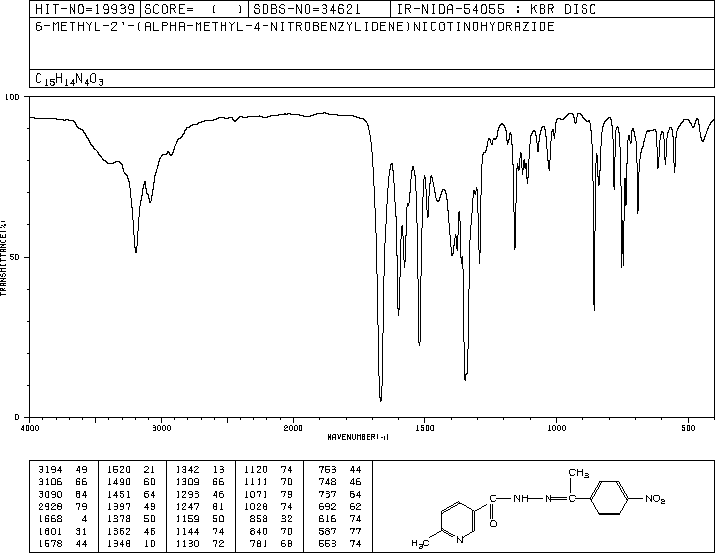 HIT-NO=19939 SCORE= ( ) SDBS-NO=34621 IR-NIDA-54055 : KBR DISC
6-METHYL-2'-(ALPHA-METHYL-4-NITROBENZYLIDENE)NICOTINOHYDRAZIDE
C15H14N4O3
100
50
0
TRANSMITTANCE(%)
4000 3000 2000 1500 1000 500
WAVENUMBER(-1)
3194 49 1520 21 1342 13 1120 74 753 44
3106 66 1490 60 1309 66 1111 70 748 46
3090 64 1451 64 1293 46 1071 79 737 64
2928 79 1397 49 1247 81 1028 74 692 62
1668 4 1378 50 1159 50 858 32 616 74
1601 31 1362 46 1144 74 840 70 587 77
1578 44 1348 10 1130 72 781 68 553 74
CH3
C NH N C NO2
O
H3C N